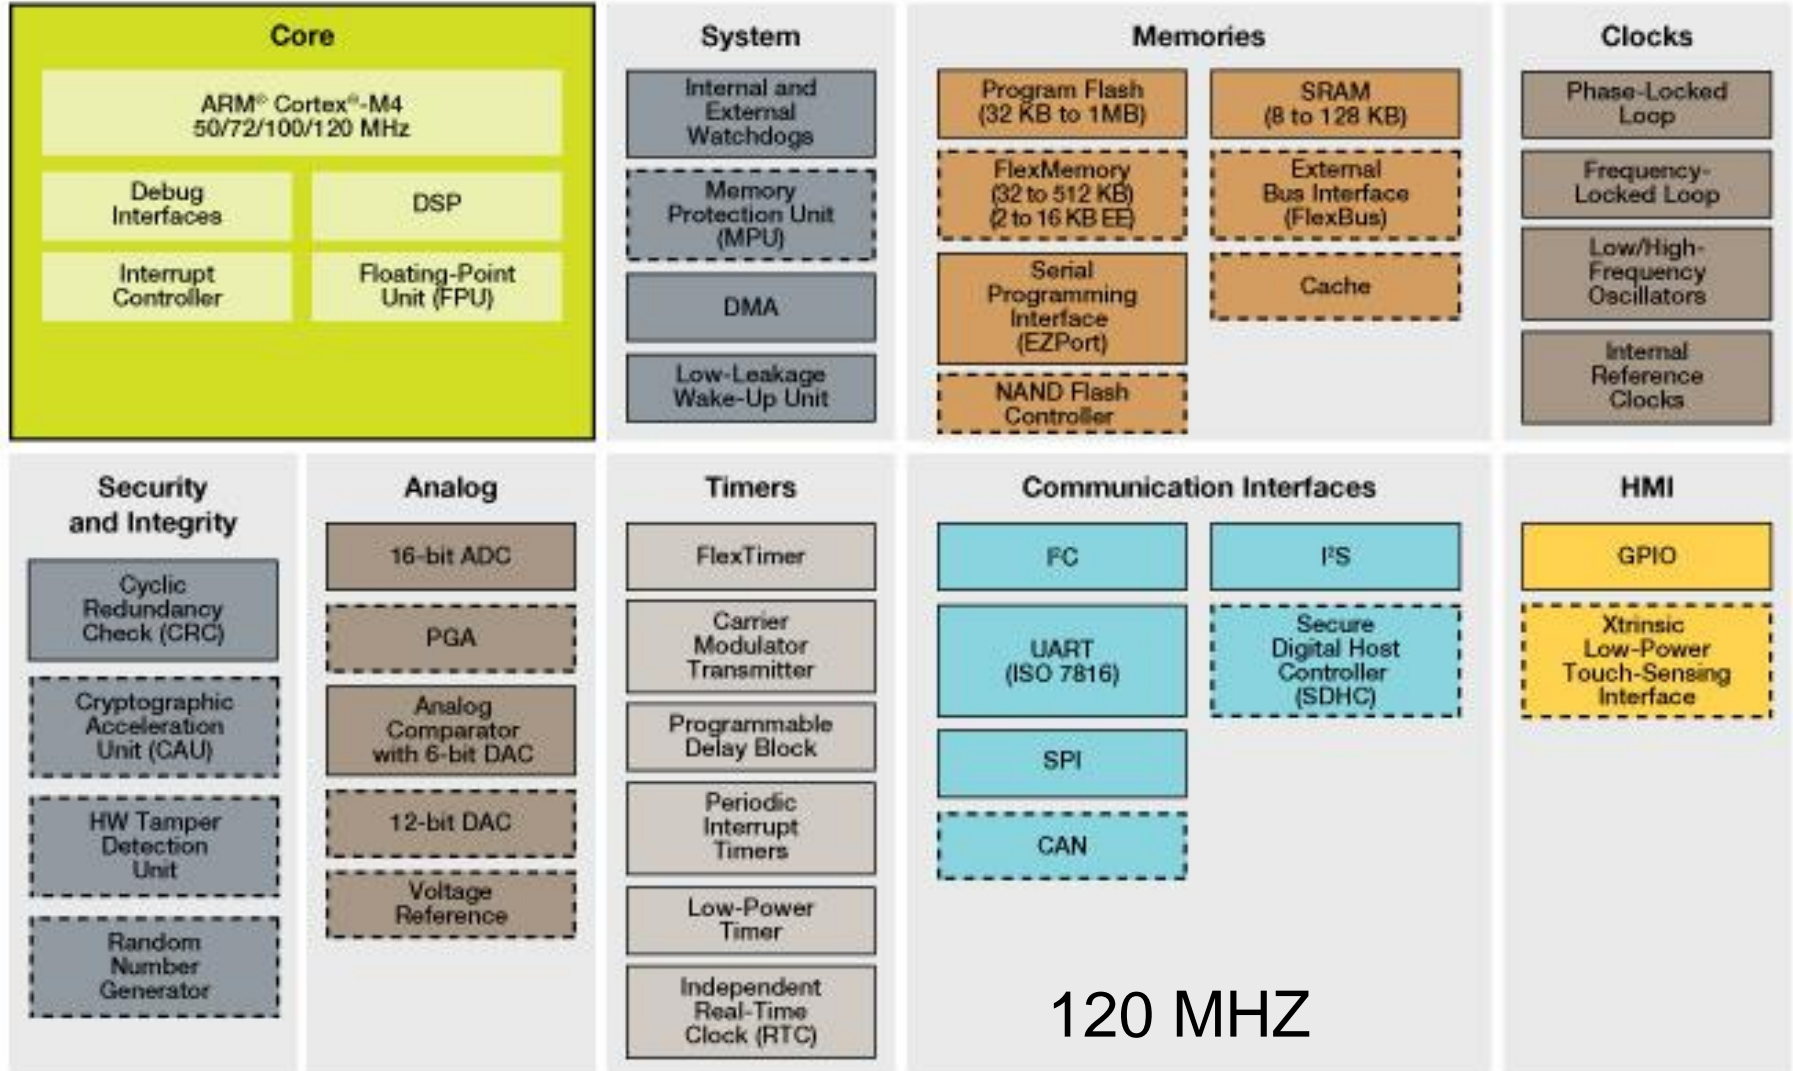 Core
ARM® Cortex®-M4
50/72/100/120 MHz
Debug
Interfaces
DSP
Interrupt
Controller
Floating-Point
Unit (FPU)
System
Internal and
External
Watchdogs
Memory
Protection Unit
(MPU)
DMA
Low-Leakage
Wake-Up Unit
Memories
Program Flash
(32 KB to 1MB)
SRAM
(8 to 128 KB)
FlexMemory
(32 to 512 KB)
(2 to 16 KB EE)
External
Bus Interface
(FlexBus)
Serial
Programming
Interface
(EZPort)
Cache
NAND Flash
Controller
Clocks
Phase-Locked
Loop
Frequency-
Locked Loop
Low/High-
Frequency
Oscillators
Internal
Reference
Clocks
Security
and Integrity
Cyclic
Redundancy
Check (CRC)
Cryptographic
Acceleration
Unit (CAU)
HW Tamper
Detection
Unit
Random
Number
Generator
Analog
16-bit ADC
PGA
Analog
Comparator
with 6-bit DAC
12-bit DAC
Voltage
Reference
Timers
FlexTimer
Carrier
Modulator
Transmitter
Programmable
Delay Block
Periodic
Interrupt
Timers
Low-Power
Timer
Independent
Real-Time
Clock (RTC)
Communication Interfaces
I²C
I²S
UART
(ISO 7816)
Secure
Digital Host
Controller
(SDHC)
SPI
CAN
120 MHZ
HMI
GPIO
Xtrinsic
Low-Power
Touch-Sensing
Interface